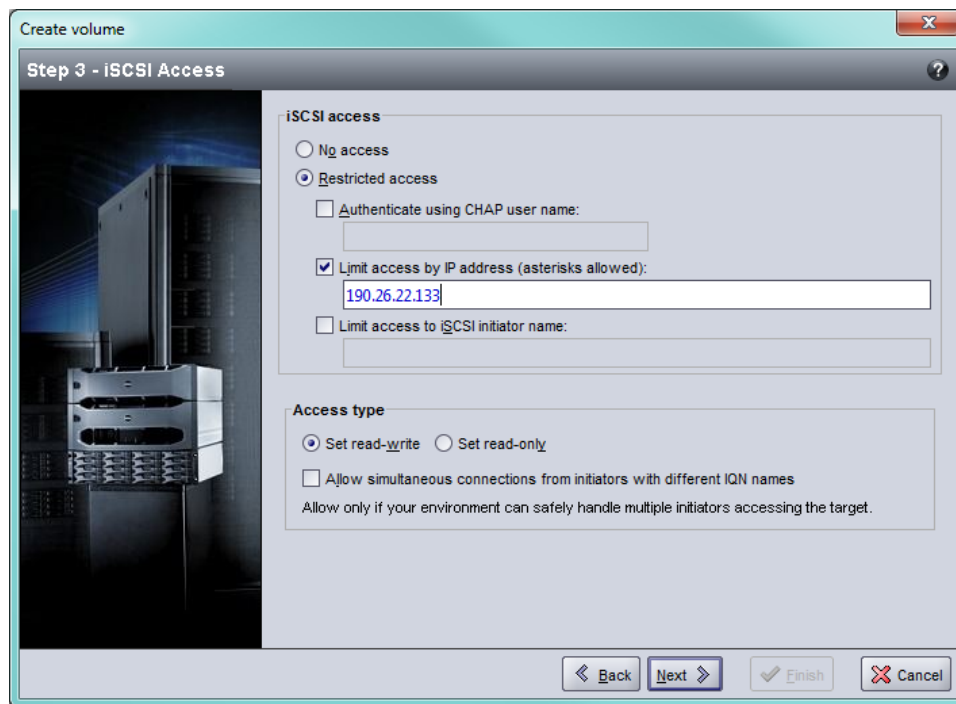 Create volume
Step 3 - iSCSI Access
?
iSCSI access
No access
Restricted access
Authenticate using CHAP user name:
Limit access by IP address (asterisks allowed):
190.26.22.133
Limit access to iSCSI initiator name:
Access type
Set read-write Set read-only
Allow simultaneous connections from initiators with different IQN names
Allow only if your environment can safely handle multiple initiators accessing the target.
Back Next Finish Cancel